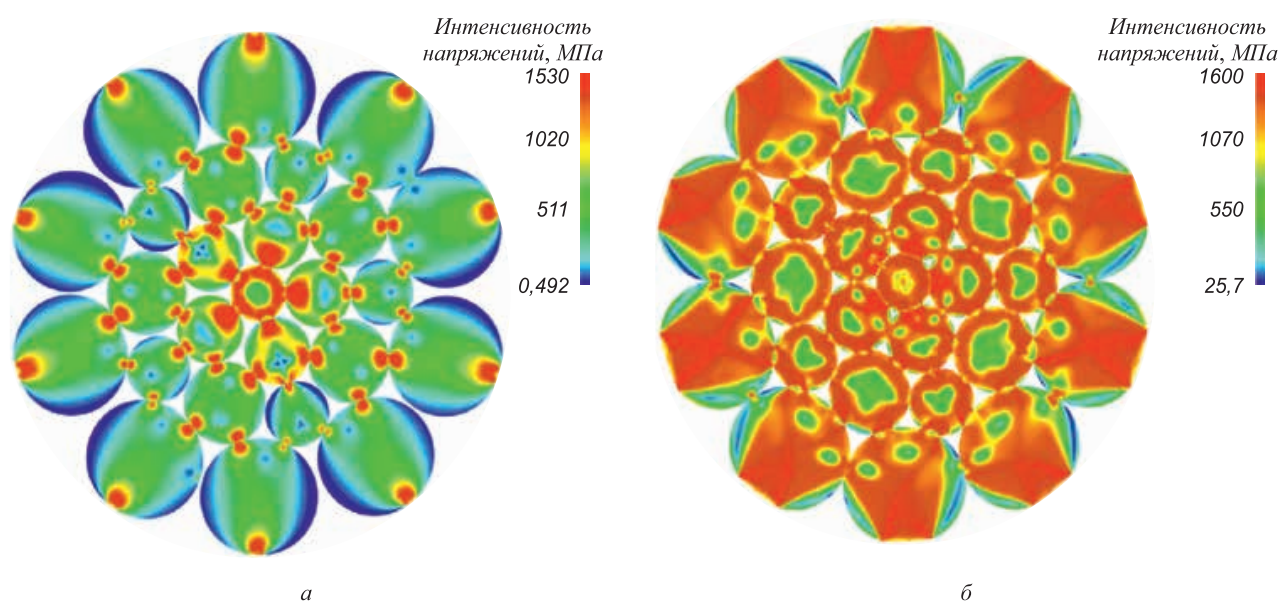 Интенсивность
напряжений, МПа
1530
1020
511
0,492
а
Интенсивность
напряжений, МПа
1600
1070
550
25,7
б